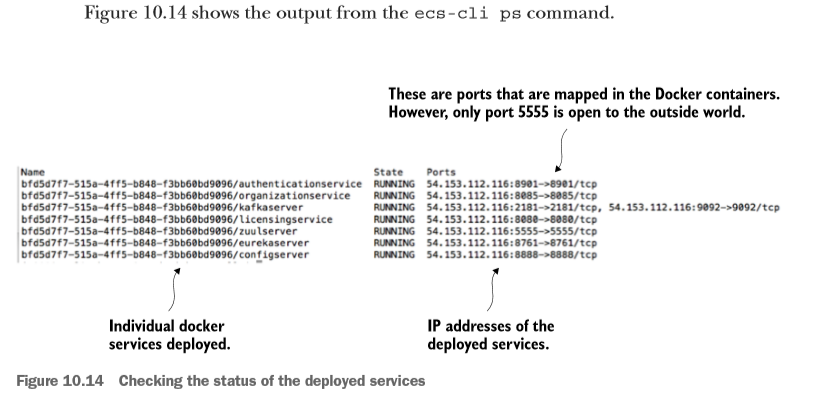 Figure 10.14 shows the output from the ecs-cli ps command.
These are ports that are mapped in the Docker containers.
However, only port 5555 is open to the outside world.
Name State Ports
bfd5d7f7-515a-4ff5-b848-f3bb60bd9096/authenticationservice RUNNING 54.153.112.116:8901->8901/tcp
bfd5d7f7-515a-4ff5-b848-f3bb60bd9096/organizationservice RUNNING 54.153.112.116:8085->8085/tcp
bfd5d7f7-515a-4ff5-b848-f3bb60bd9096/kafkaserver RUNNING 54.153.112.116:2181->2181/tcp, 54.153.112.116:9092->9092/tcp
bfd5d7f7-515a-4ff5-b848-f3bb60bd9096/licensingservice RUNNING 54.153.112.116:8080->8080/tcp
bfd5d7f7-515a-4ff5-b848-f3bb60bd9096/zuulserver RUNNING 54.153.112.116:5555->5555/tcp
bfd5d7f7-515a-4ff5-b848-f3bb60bd9096/eurekaserver RUNNING 54.153.112.116:8761->8761/tcp
bfd5d7f7-515a-4ff5-b848-f3bb60bd9096/configserver RUNNING 54.153.112.116:8888->8888/tcp
Individual docker
services deployed.
IP addresses of the
deployed services.
Figure 10.14 Checking the status of the deployed services